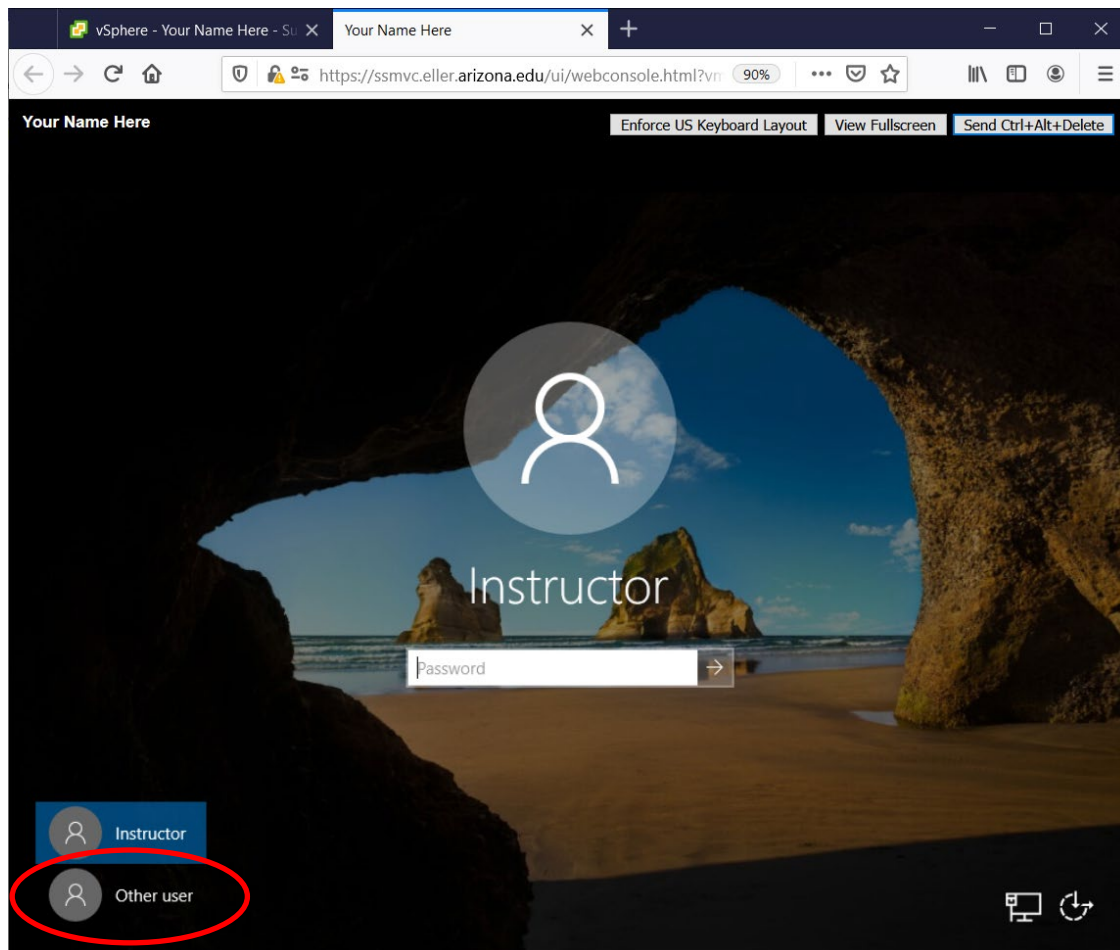 vSphere - Your Name Here - Su
Your Name Here
https://ssmvc.eller.arizona.edu/ui/webconsole.html?vm
90%
Your Name Here
Enforce US Keyboard Layout
View Fullscreen
Send Ctrl+Alt+Delete
Instructor
Password
Instructor
Other user